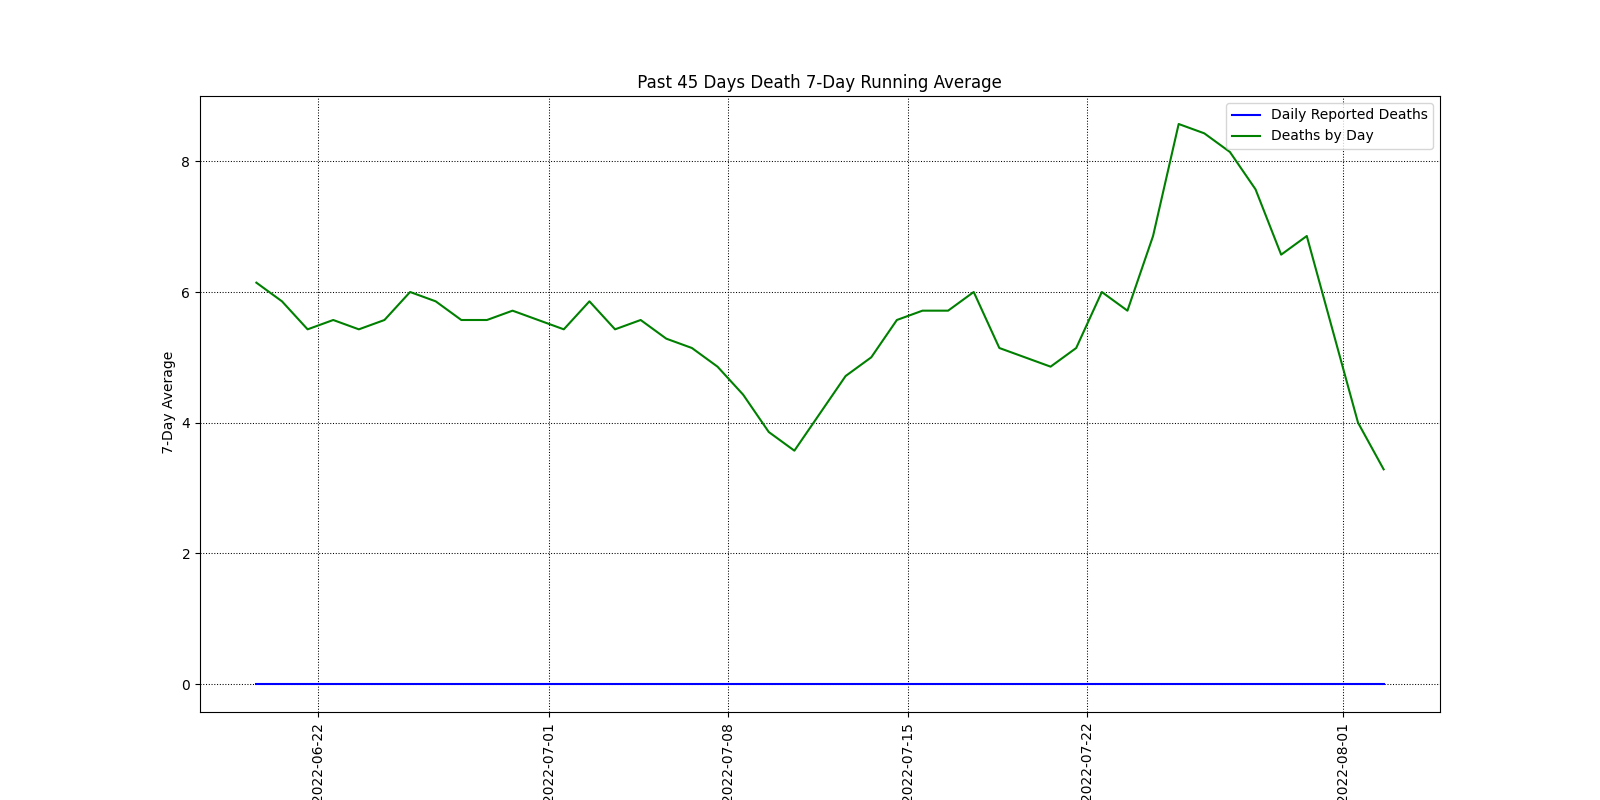 Past 45 Days Death 7-Day Running Average
Daily Reported Deaths
Deaths by Day
7-Day Average
8
6
4
2
0
2022-06-22
2022-07-01
2022-07-08
2022-07-15
2022-07-22
2022-08-01